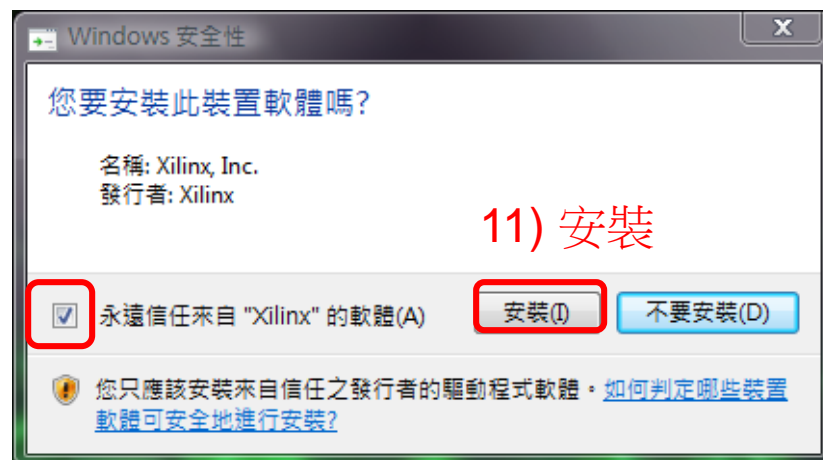 Windows 安全性
您要安裝此裝置軟體嗎?
名稱: Xilinx, Inc.
發行者: Xilinx
11) 安裝
永遠信任來自 "Xilinx" 的軟體(A)
安裝(I)
不要安裝(D)
您只應該安裝來自信任之發行者的驅動程式軟體。如何判定哪些裝置
軟體可安全地進行安裝?